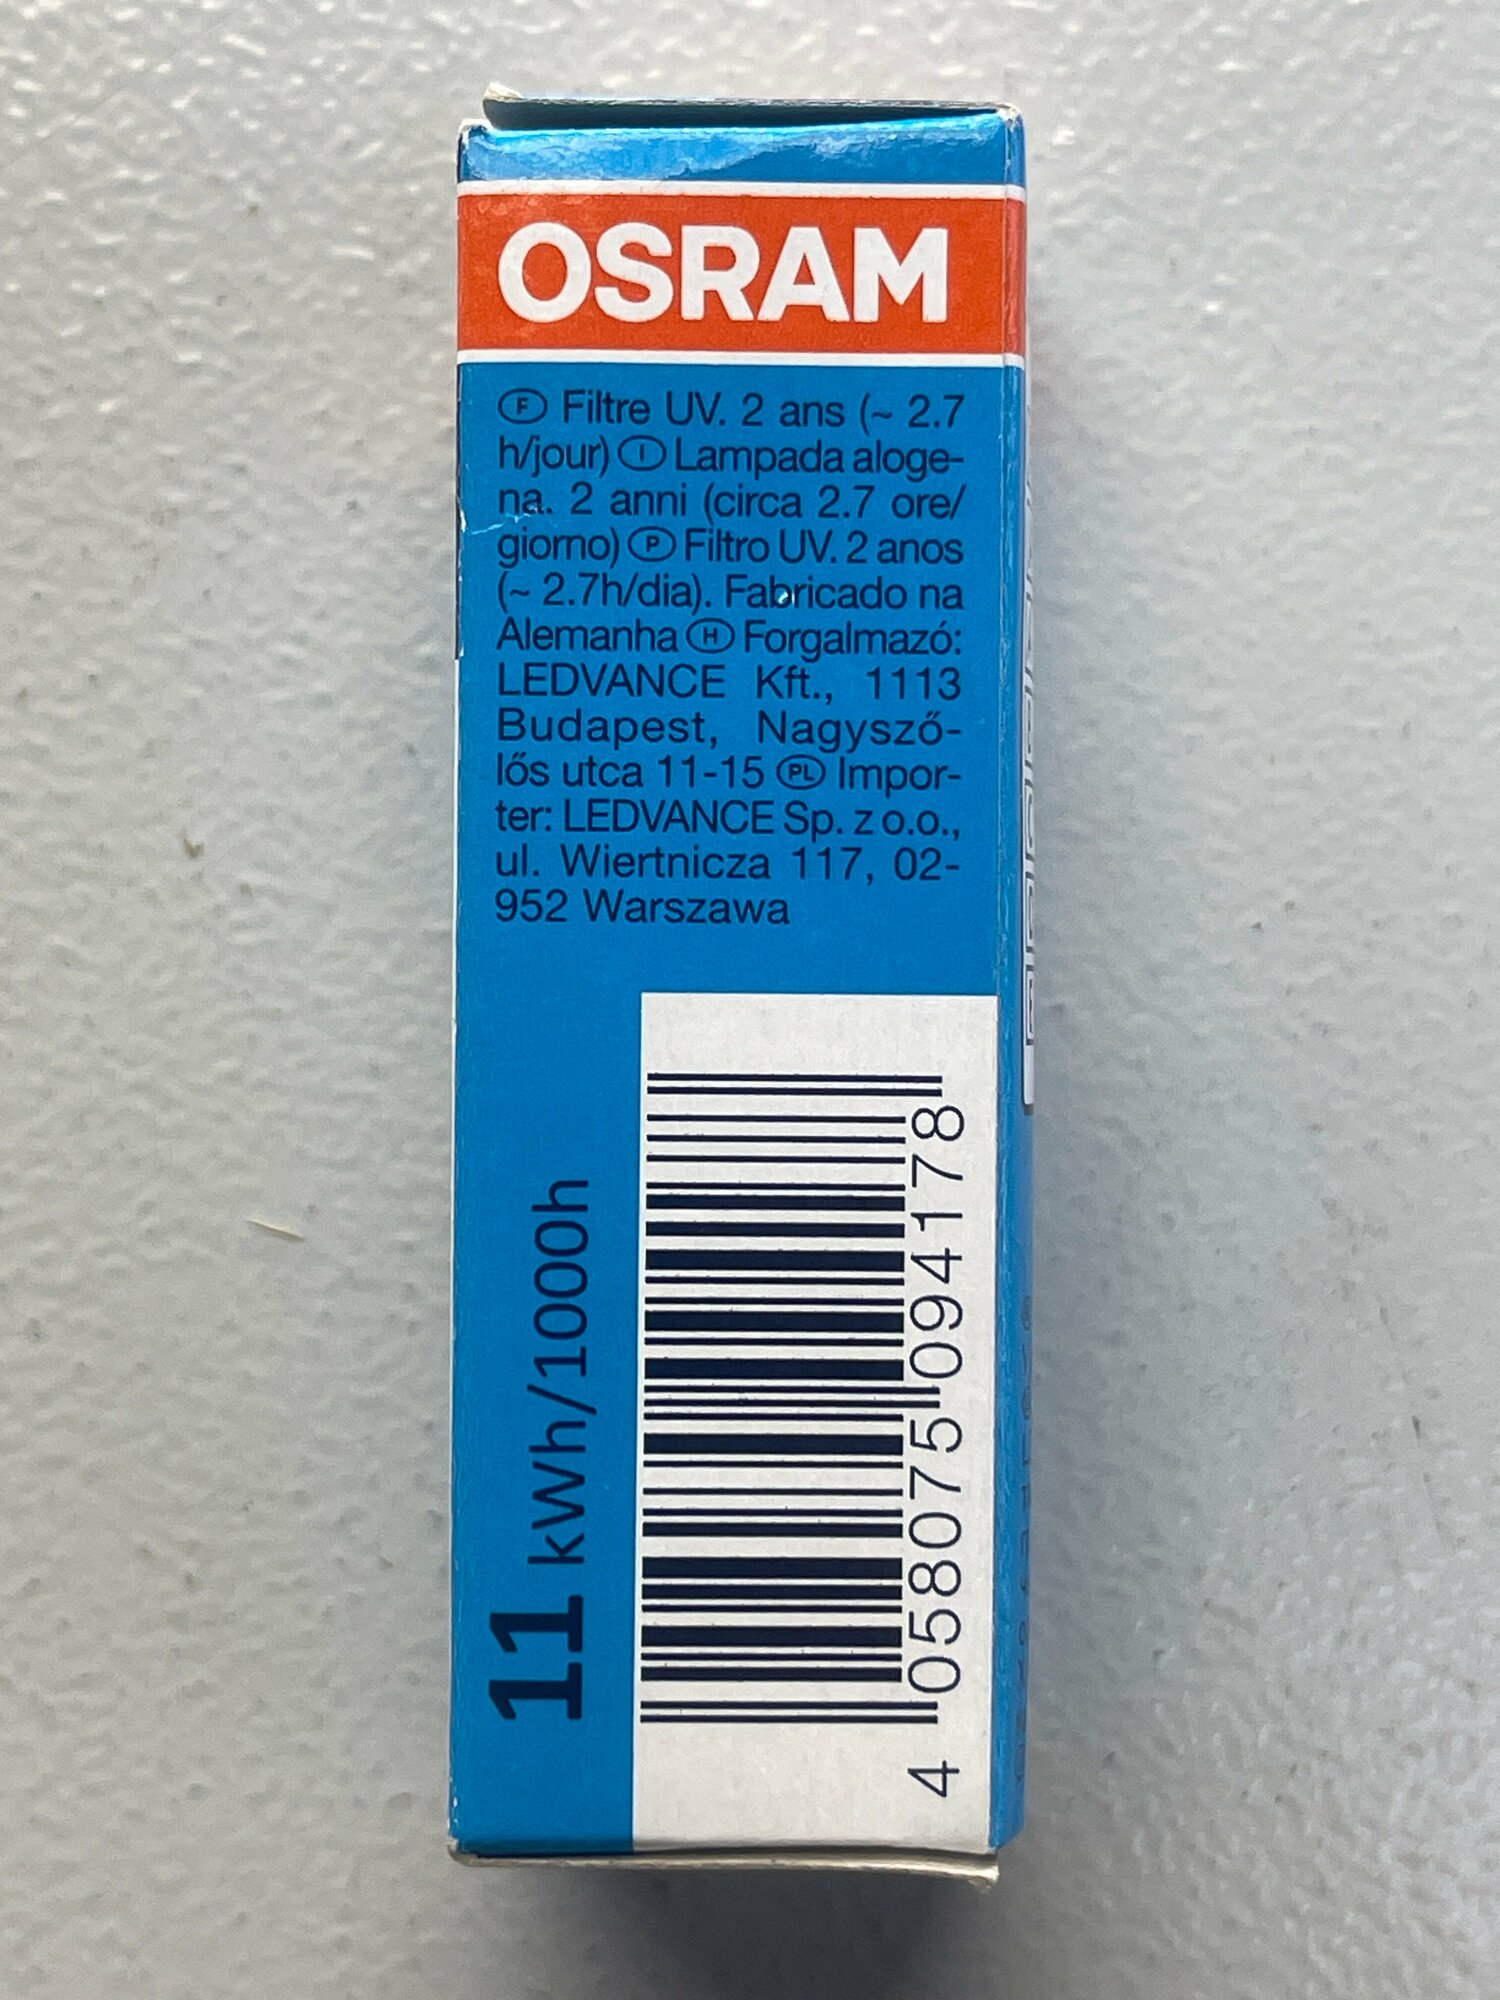 OSRAM
Ⓕ Filtre UV. 2 ans (~ 2.7
h/jour) Ⓘ Lampada aloge-
na. 2 anni (circa 2.7 ore/
giorno) Ⓟ Filtro UV. 2 anos
(~ 2.7h/dia). Fabricado na
Alemanha Ⓗ Forgalmazó:
LEDVANCE Kft., 1113
Budapest, Nagysző-
lős utca 11-15 PL Impor-
ter: LEDVANCE Sp. z o.o.,
ul. Wiertnicza 117, 02-
952 Warszawa
11 kWh/1000h
4 058075 094178